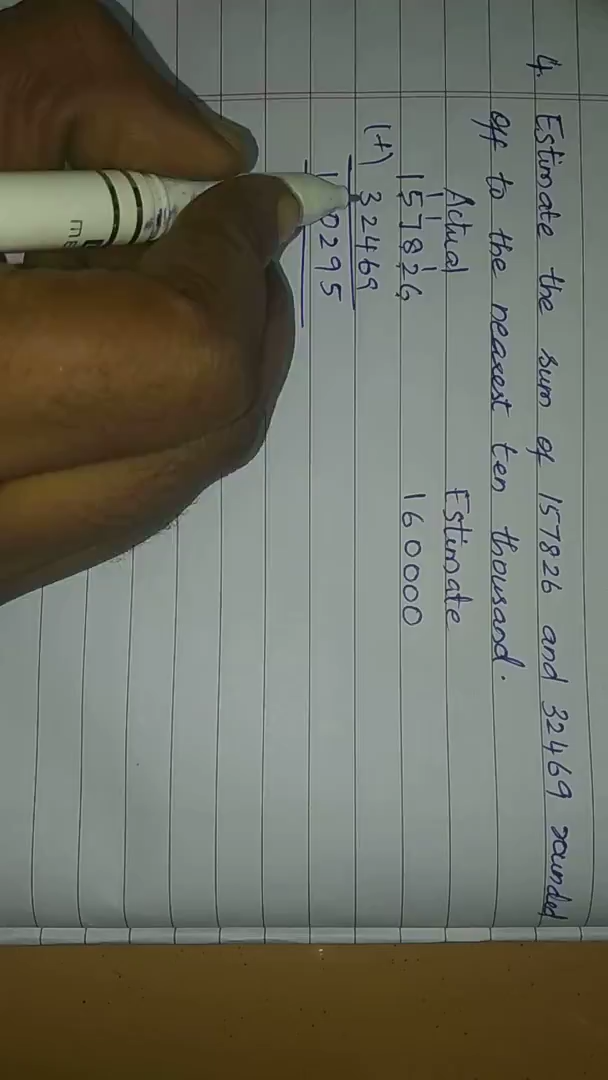 4. Estimate the sum of 157826 and 32469 rounded
off to the nearest ten thousand.
Actual Estimate
157826 160000
(+) 32469
1 0295